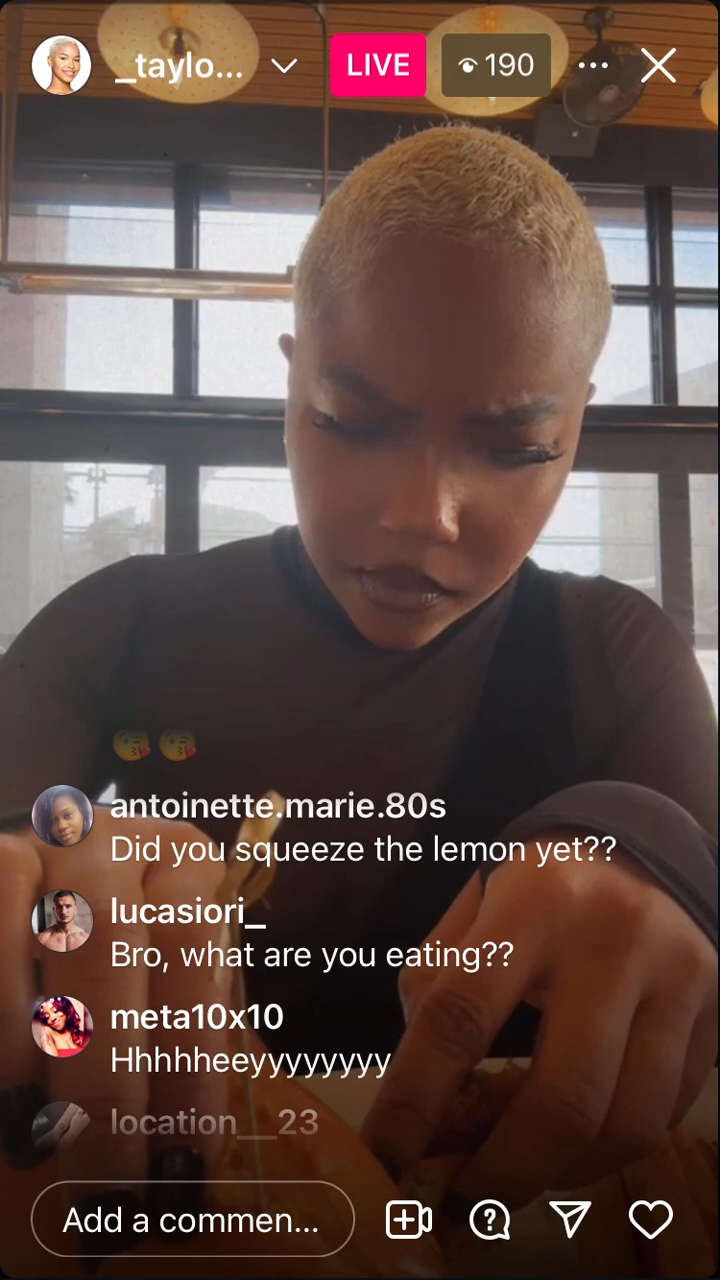 _taylo...
LIVE
190
antoinette.marie.80s
Did you squeeze the lemon yet??
lucasiori_
Bro, what are you eating??
meta10x10
Hhhhheeyyyyyyyy
location__23
Add a commen...